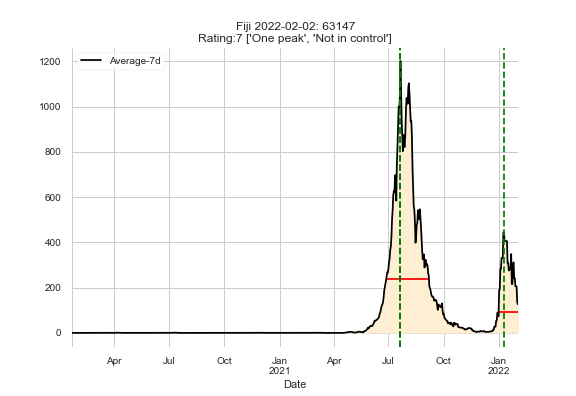 Fiji 2022-02-02: 63147
Rating:7 ['One peak', 'Not in control']
Average-7d
1200
1000
800
600
400
200
0
Apr Jul Oct Jan Apr Jul Oct Jan
2021 2022
Date